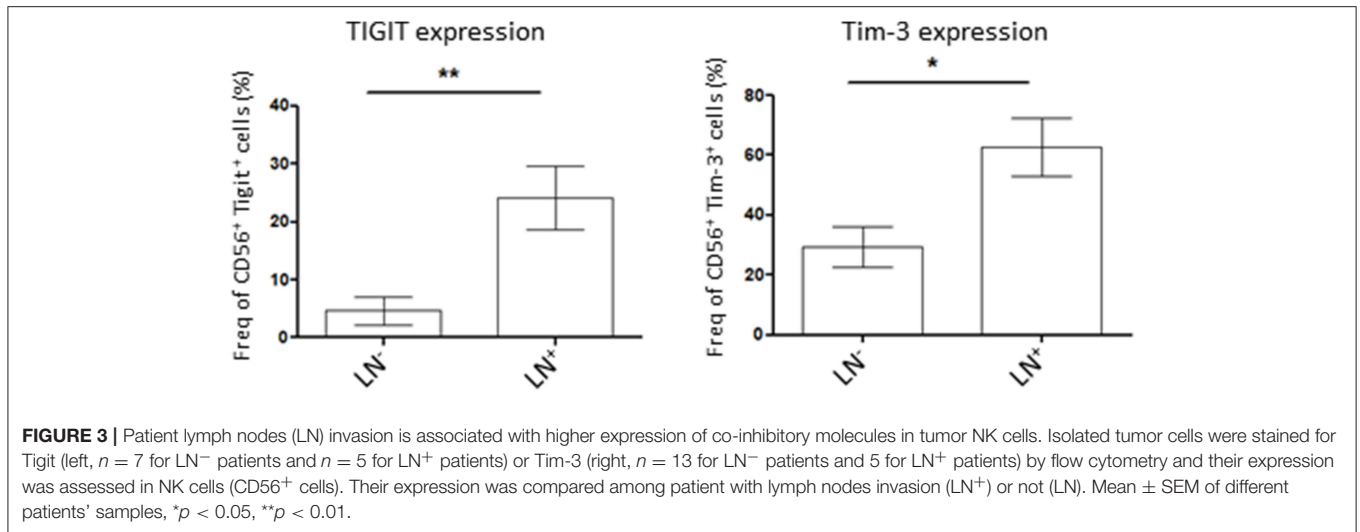 TIGIT expression
**
Freq of CD56⁺ Tigit⁺ cells (%)
40
30
20
10
0
LN⁻
LN⁺
Tim-3 expression
*
Freq of CD56⁺ Tim-3⁺ cells (%)
80
60
40
20
0
LN⁻
LN⁺
FIGURE 3 | Patient lymph nodes (LN) invasion is associated with higher expression of co-inhibitory molecules in tumor NK cells. Isolated tumor cells were stained for
Tigit (left, n = 7 for LN− patients and n = 5 for LN+ patients) or Tim-3 (right, n = 13 for LN− patients and 5 for LN+ patients) by flow cytometry and their expression
was assessed in NK cells (CD56+ cells). Their expression was compared among patient with lymph nodes invasion (LN+) or not (LN). Mean ± SEM of different
patients' samples, *p < 0.05, **p < 0.01.